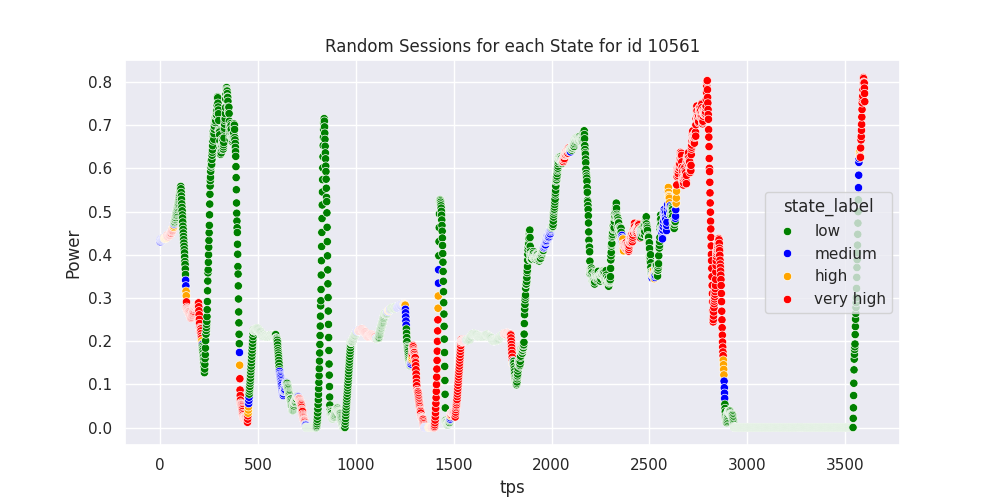 Random Sessions for each State for id 10561
Power
0.8
0.7
0.6
0.5
0.4
0.3
0.2
0.1
0.0
state_label
low
medium
high
very high
0 500 1000 1500 2000 2500 3000 3500
tps